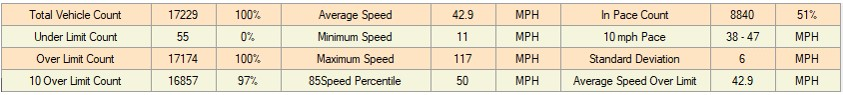 Total Vehicle Count 17229 100% Average Speed 42.9 MPH In Pace Count 8840 51%
Under Limit Count 55 0% Minimum Speed 11 MPH 10 mph Pace 38 - 47 MPH
Over Limit Count 17174 100% Maximum Speed 117 MPH Standard Deviation 6 MPH
10 Over Limit Count 16857 97% 85Speed Percentile 50 MPH Average Speed Over Limit 42.9 MPH